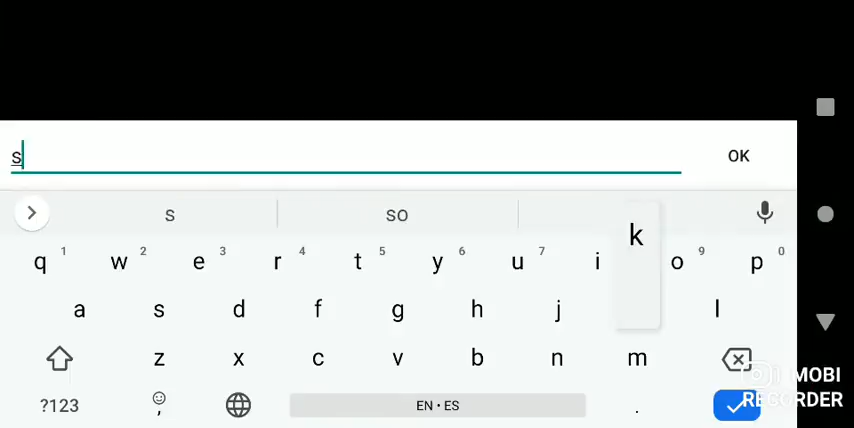 s
OK
s so
k
q 1 w 2 e 3 r 4 t 5 y 6 u 7 i o 9 p 0
a s d f g h j l
z x c v b n m
?123 , EN • ES .
MOBI
RECORDER